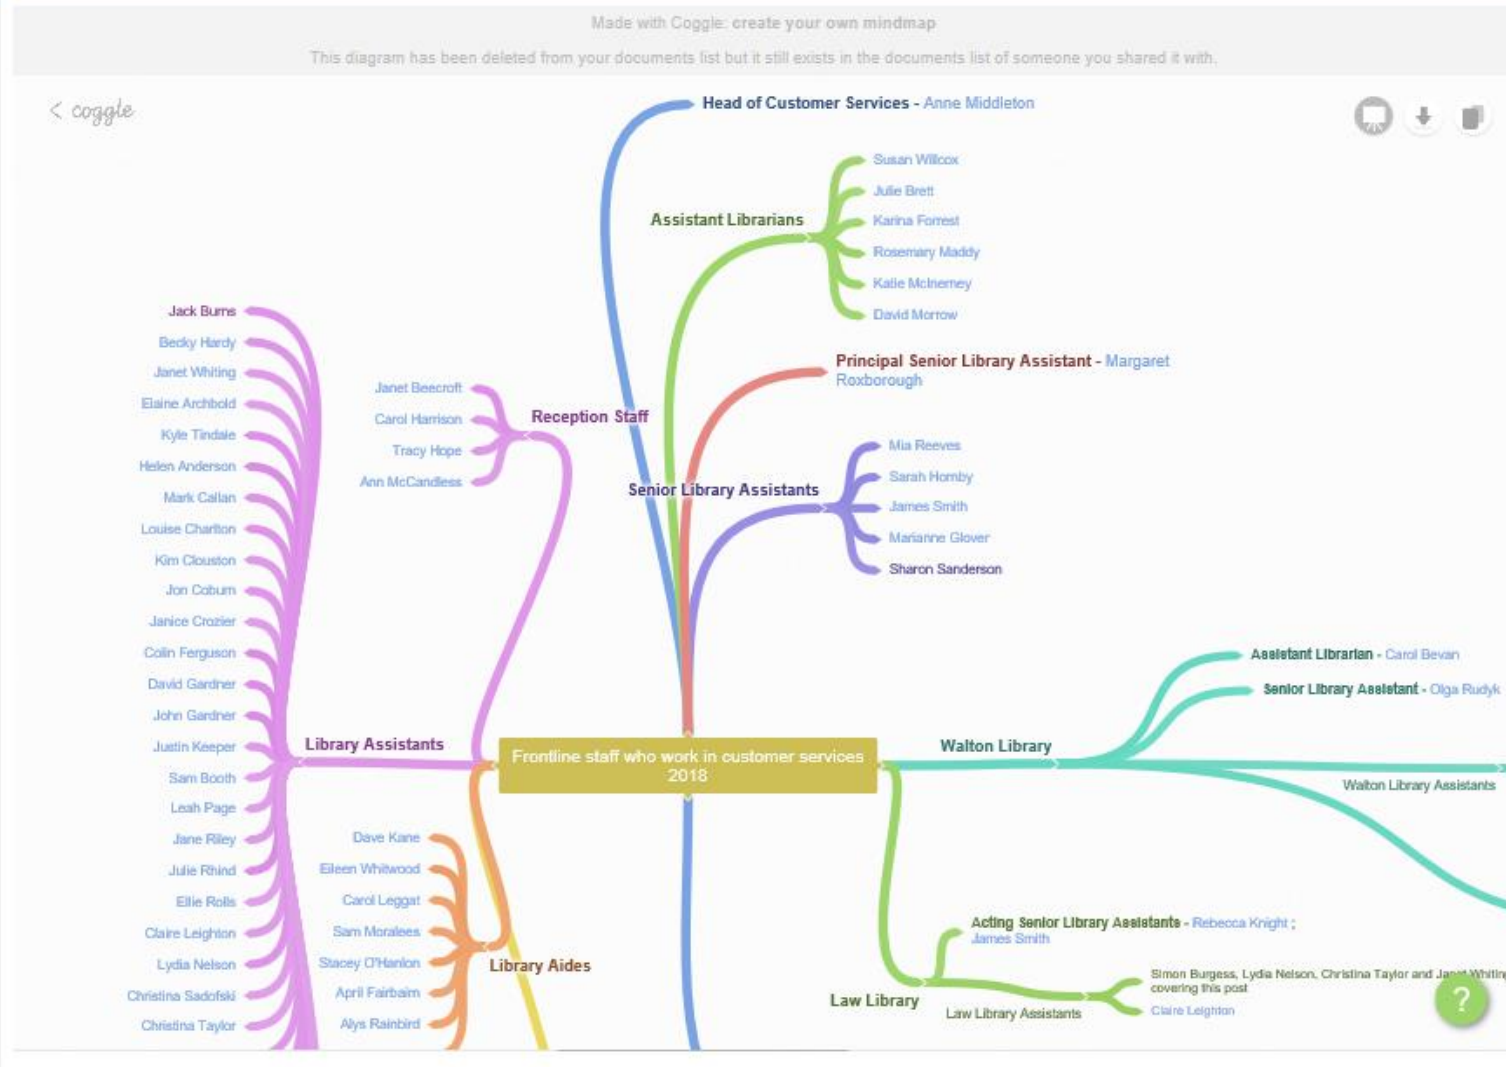 Made with Coggle: create your own mindmap
This diagram has been deleted from your documents list but it still exists in the documents list of someone you shared it with.
< coggle
Head of Customer Services - Anne Middleton
Assistant Librarians
Susan Willcox
Julie Brett
Karina Forrest
Rosemary Maddy
Katie McInerney
David Morrow
Principal Senior Library Assistant - Margaret
Roxborough
Senior Library Assistants
Mia Reeves
Sarah Hornby
James Smith
Marianne Glover
Sharon Sanderson
Reception Staff
Janet Beecroft
Carol Harrison
Tracy Hope
Ann McCandless
Jack Burns
Becky Hardy
Janet Whiting
Elaine Archbold
Kyle Tindale
Helen Anderson
Mark Callan
Louise Charlton
Kim Clouston
Jon Coburn
Janice Crozier
Colin Ferguson
David Gardner
John Gardner
Justin Keeper
Sam Booth
Leah Page
Jane Riley
Julie Rhind
Ellie Rolls
Claire Leighton
Lydia Nelson
Christina Sadofski
Christina Taylor
Library Assistants
Frontline staff who work in customer services
2018
Dave Kane
Eileen Whitwood
Carol Leggat
Sam Moralees
Stacey O'Hanlon
April Fairbairn
Alys Rainbird
Library Aides
Walton Library
Assistant Librarian - Carol Bevan
Senior Library Assistant - Olga Rudyk
Walton Library Assistants
Law Library
Acting Senior Library Assistants - Rebecca Knight ;
James Smith
Law Library Assistants
Simon Burgess, Lydia Nelson, Christina Taylor and Janet Whiting
covering this post
Claire Leighton
?